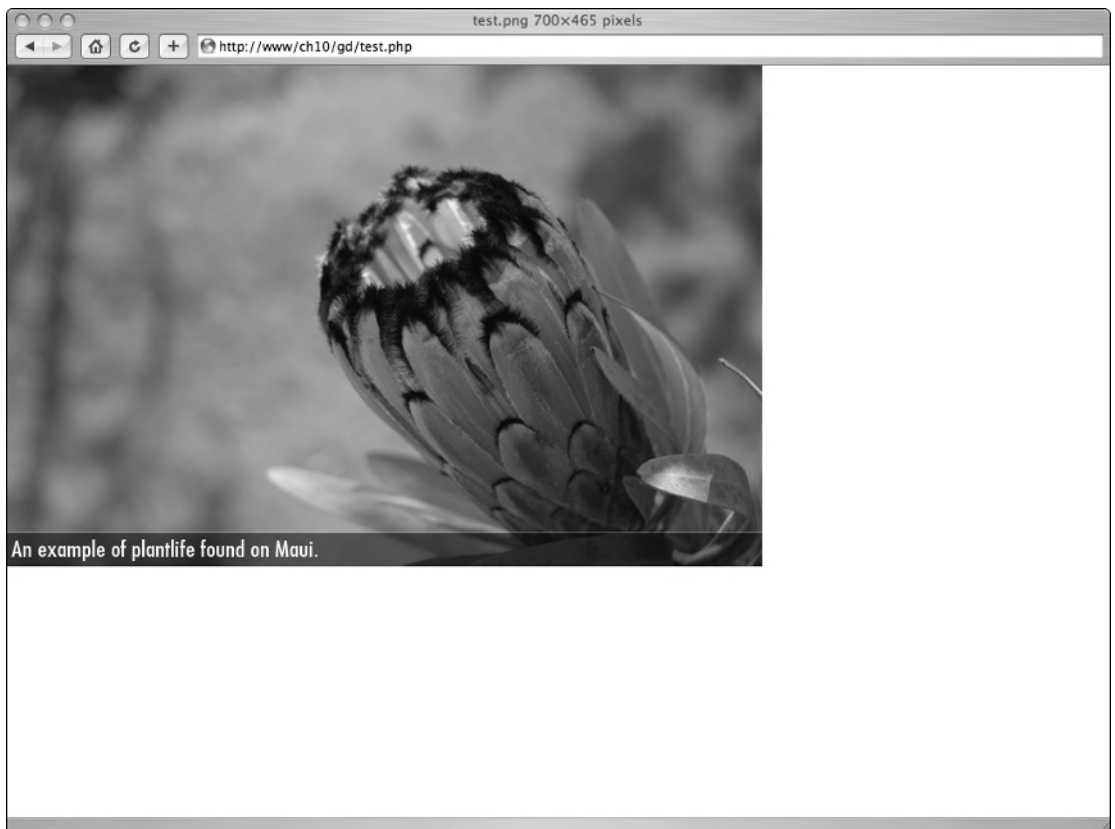 test.png 700×465 pixels
http://www/ch10/gd/test.php
An example of plantlife found on Maui.